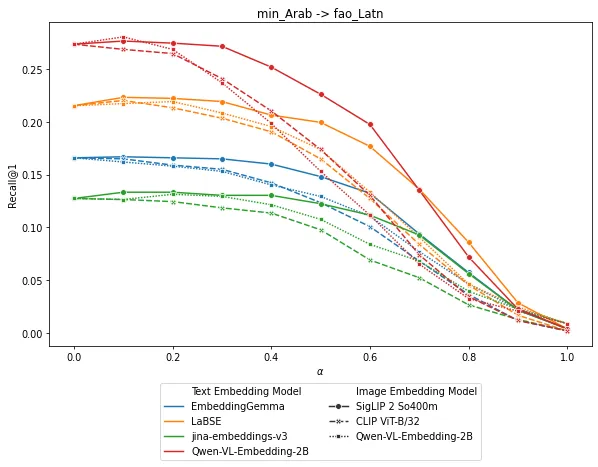 min_Arab -> fao_Latn
Recall@1
0.25
0.20
0.15
0.10
0.05
0.00
0.0 0.2 0.4 0.6 0.8 1.0
α
Text Embedding Model Image Embedding Model
EmbeddingGemma SigLIP 2 So400m
LaBSE CLIP ViT-B/32
jina-embeddings-v3 Qwen-VL-Embedding-2B
Qwen-VL-Embedding-2B